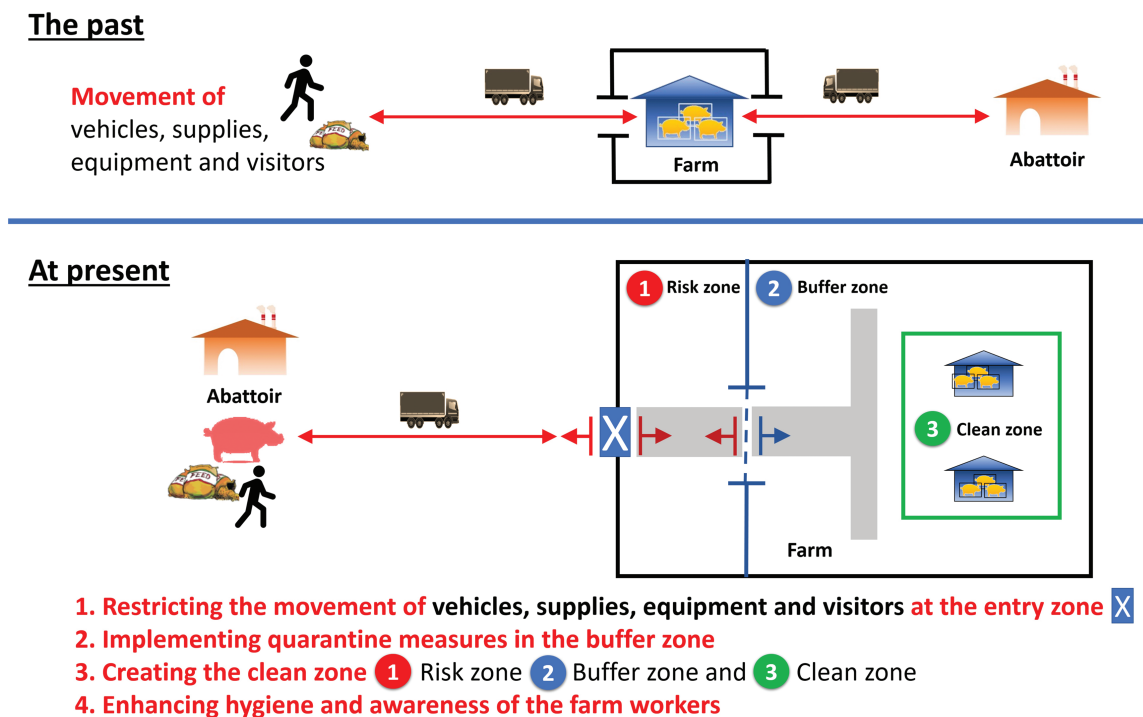 The past
Movement of
vehicles, supplies,
equipment and visitors
FEED
Farm
Abattoir
At present
1 Risk zone
2 Buffer zone
Abattoir
X
3 Clean zone
FEED
Farm
1. Restricting the movement of vehicles, supplies, equipment and visitors at the entry zone X
2. Implementing quarantine measures in the buffer zone
3. Creating the clean zone 1 Risk zone 2 Buffer zone and 3 Clean zone
4. Enhancing hygiene and awareness of the farm workers